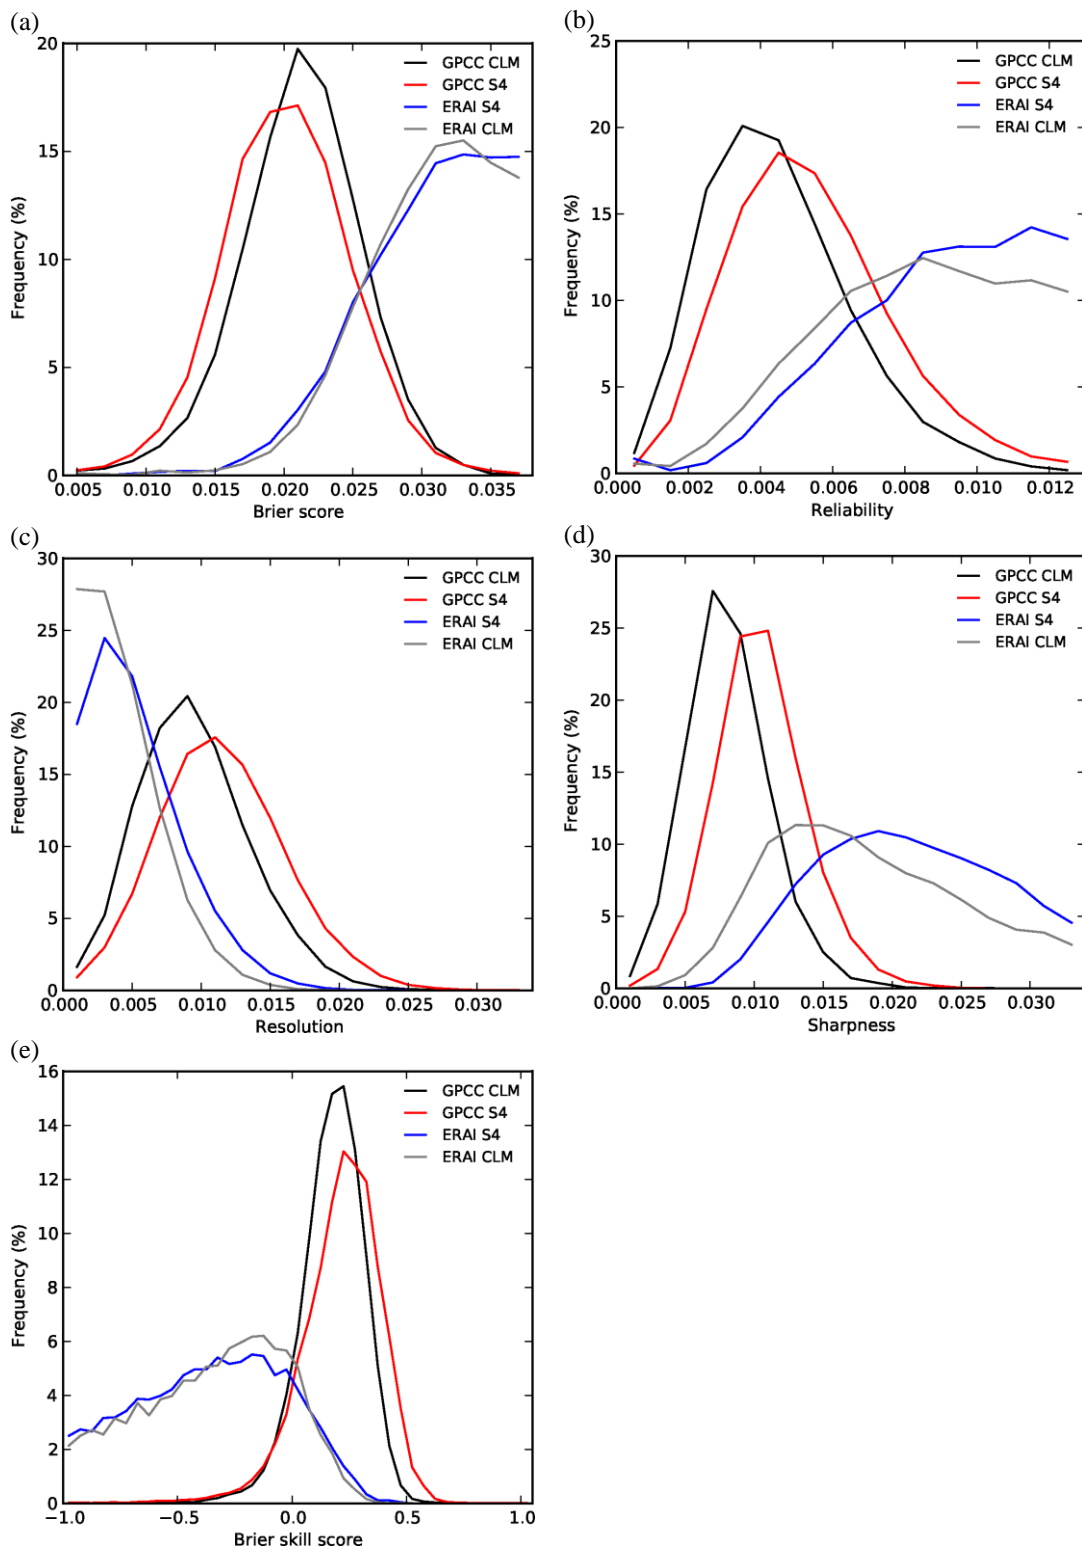 (a)
20
15
10
5
0
0.005 0.010 0.015 0.020 0.025 0.030 0.035
Frequency (%)
Brier score
GPCC CLM
GPCC S4
ERAI S4
ERAI CLM
(b)
25
20
15
10
5
0
0.000 0.002 0.004 0.006 0.008 0.010 0.012
Frequency (%)
Reliability
GPCC CLM
GPCC S4
ERAI S4
ERAI CLM
(c)
30
25
20
15
10
5
0
0.000 0.005 0.010 0.015 0.020 0.025 0.030
Frequency (%)
Resolution
GPCC CLM
GPCC S4
ERAI S4
ERAI CLM
(d)
30
25
20
15
10
5
0
0.000 0.005 0.010 0.015 0.020 0.025 0.030
Frequency (%)
Sharpness
GPCC CLM
GPCC S4
ERAI S4
ERAI CLM
(e)
16
14
12
10
8
6
4
2
0
−1.0 −0.5 0.0 0.5 1.0
Frequency (%)
Brier skill score
GPCC CLM
GPCC S4
ERAI S4
ERAI CLM